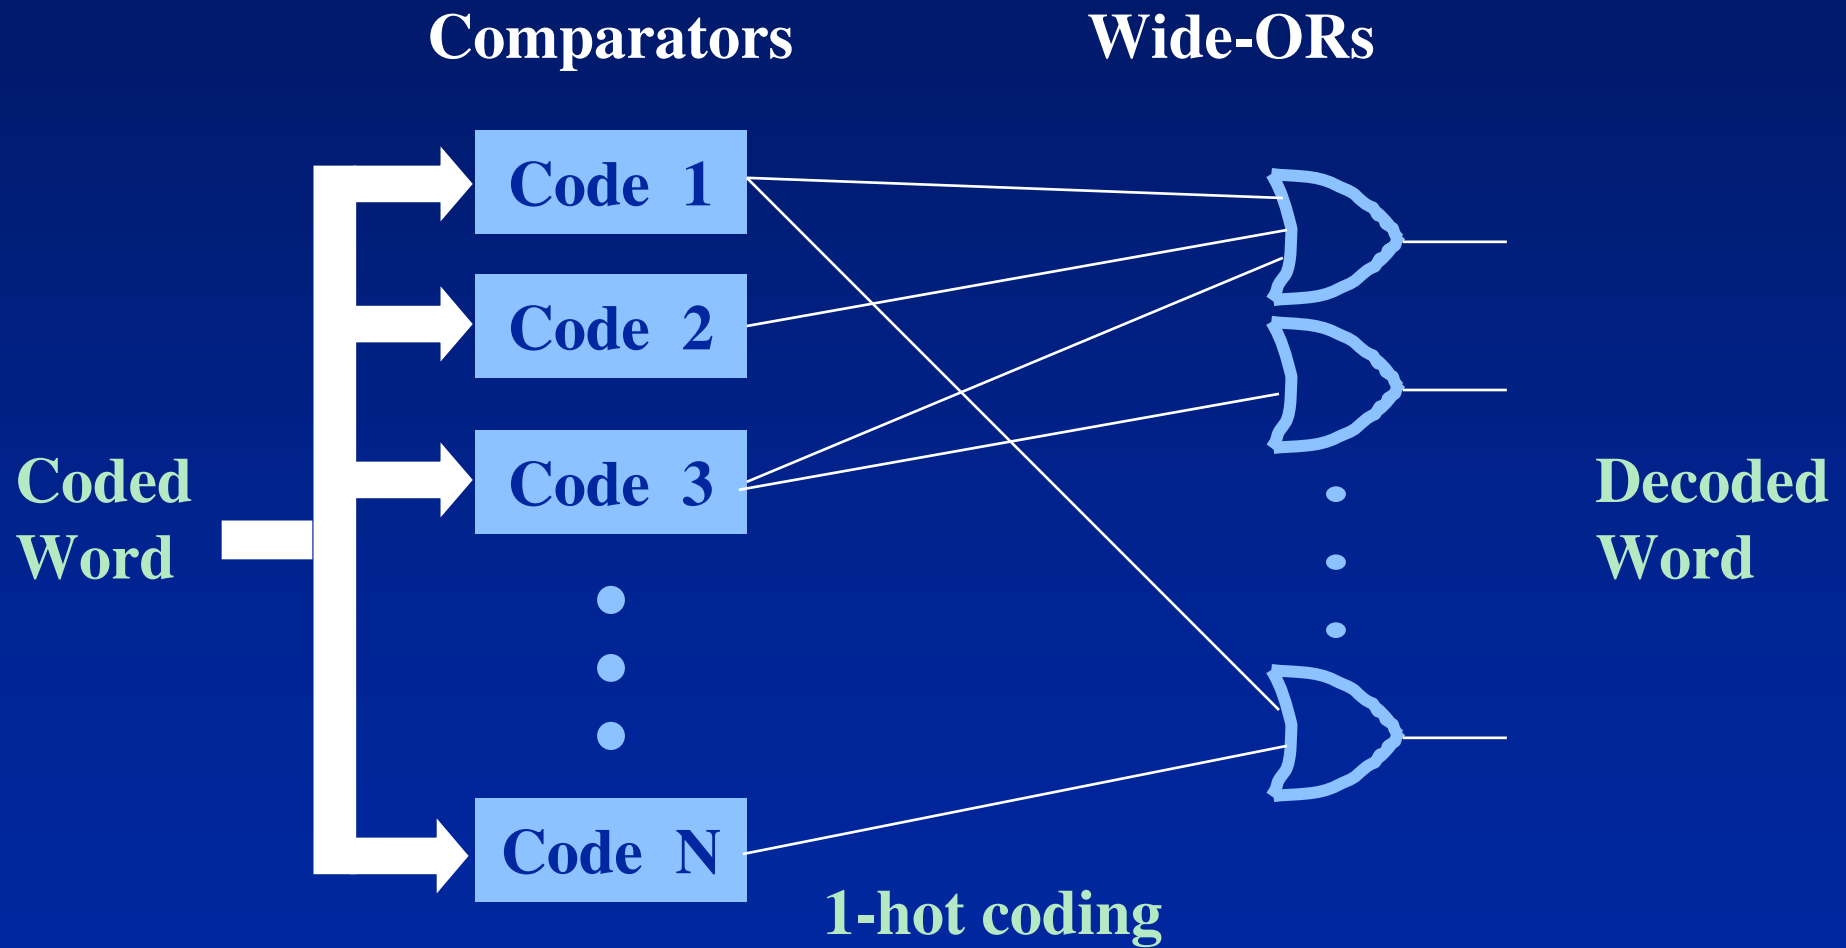 Comparators
Wide-ORs
Code 1
Code 2
Code 3
Coded
Word
Decoded
Word
Code N
1-hot coding